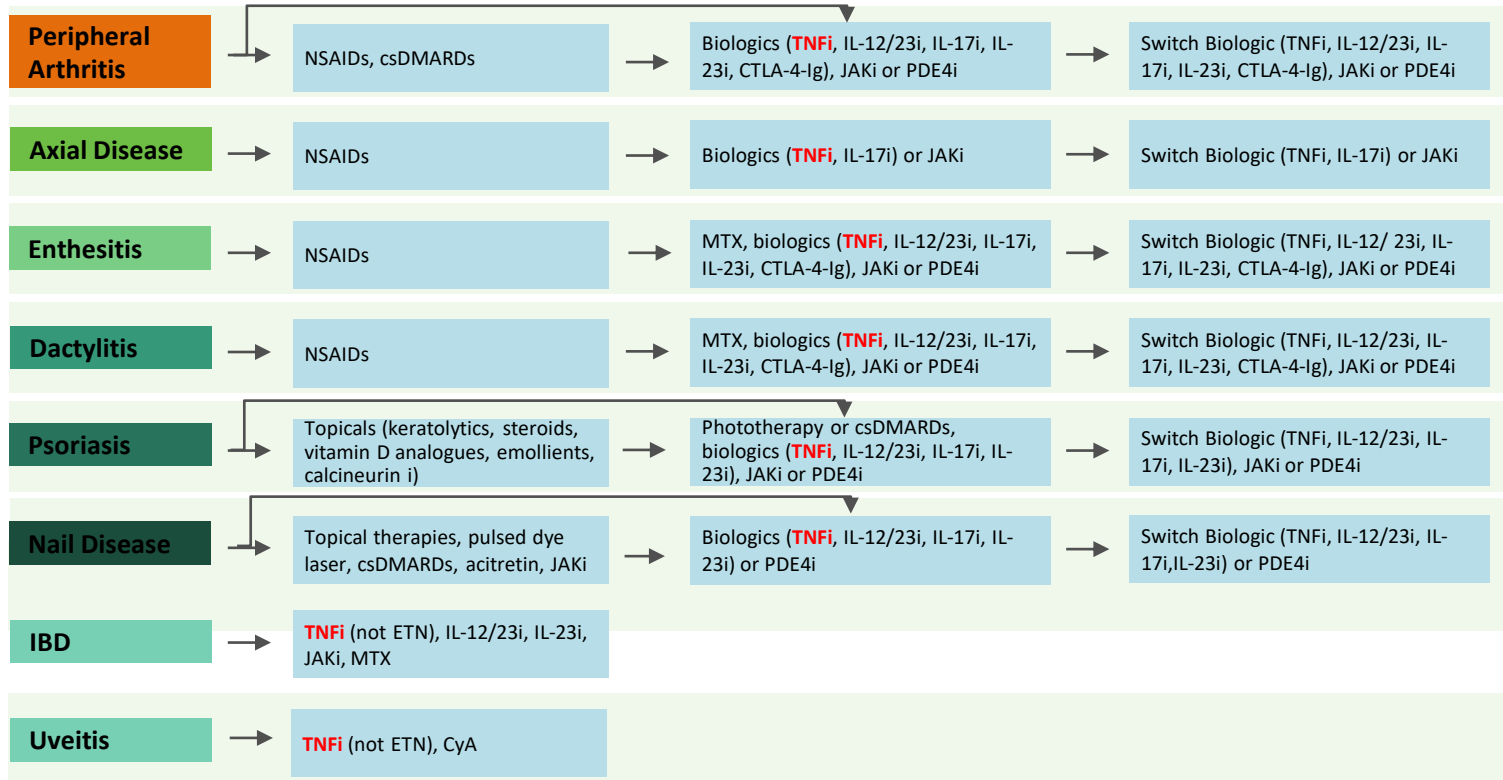 Peripheral
Arthritis
NSAIDs, csDMARDs
Biologics (TNFi, IL-12/23i, IL-17i, IL-
23i, CTLA-4-Ig), JAKi or PDE4i
Switch Biologic (TNFi, IL-12/23i, IL-
17i, IL-23i, CTLA-4-Ig), JAKi or PDE4i
Axial Disease
NSAIDs
Biologics (TNFi, IL-17i) or JAKi
Switch Biologic (TNFi, IL-17i) or JAKi
Enthesitis
NSAIDs
MTX, biologics (TNFi, IL-12/23i, IL-17i,
IL-23i, CTLA-4-Ig), JAKi or PDE4i
Switch Biologic (TNFi, IL-12/ 23i, IL-
17i, IL-23i, CTLA-4-Ig), JAKi or PDE4i
Dactylitis
NSAIDs
MTX, biologics (TNFi, IL-12/23i, IL-17i,
IL-23i, CTLA-4-Ig), JAKi or PDE4i
Switch Biologic (TNFi, IL-12/23i, IL-
17i, IL-23i, CTLA-4-Ig), JAKi or PDE4i
Psoriasis
Topicals (keratolytics, steroids,
vitamin D analogues, emollients,
calcineurin i)
Phototherapy or csDMARDs,
biologics (TNFi, IL-12/23i, IL-17i, IL-
23i), JAKi or PDE4i
Switch Biologic (TNFi, IL-12/23i, IL-
17i, IL-23i), JAKi or PDE4i
Nail Disease
Topical therapies, pulsed dye
laser, csDMARDs, acitretin, JAKi
Biologics (TNFi, IL-12/23i, IL-17i, IL-
23i) or PDE4i
Switch Biologic (TNFi, IL-12/23i, IL-
17i,IL-23i) or PDE4i
IBD
TNFi (not ETN), IL-12/23i, IL-23i,
JAKi, MTX
Uveitis
TNFi (not ETN), CyA